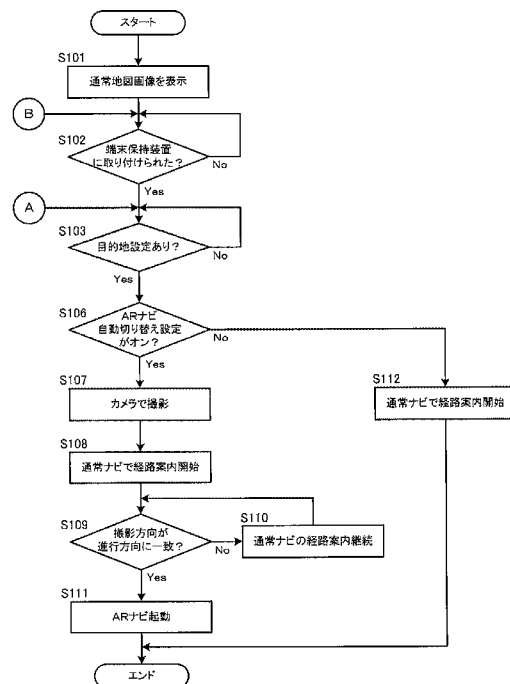 スタート
S101
通常地図画像を表示
B
S102
端末保持装置
に取り付けられた？
No
Yes
A
S103
目的地設定あり？
No
Yes
S106
ARナビ
自動切り替え設定
がオン？
No
Yes
S107
カメラで撮影
S112
通常ナビで経路案内開始
S108
通常ナビで経路案内開始
S109
撮影方向が
進行方向に一致？
No
S110
通常ナビの経路案内継続
Yes
S111
ARナビ起動
エンド